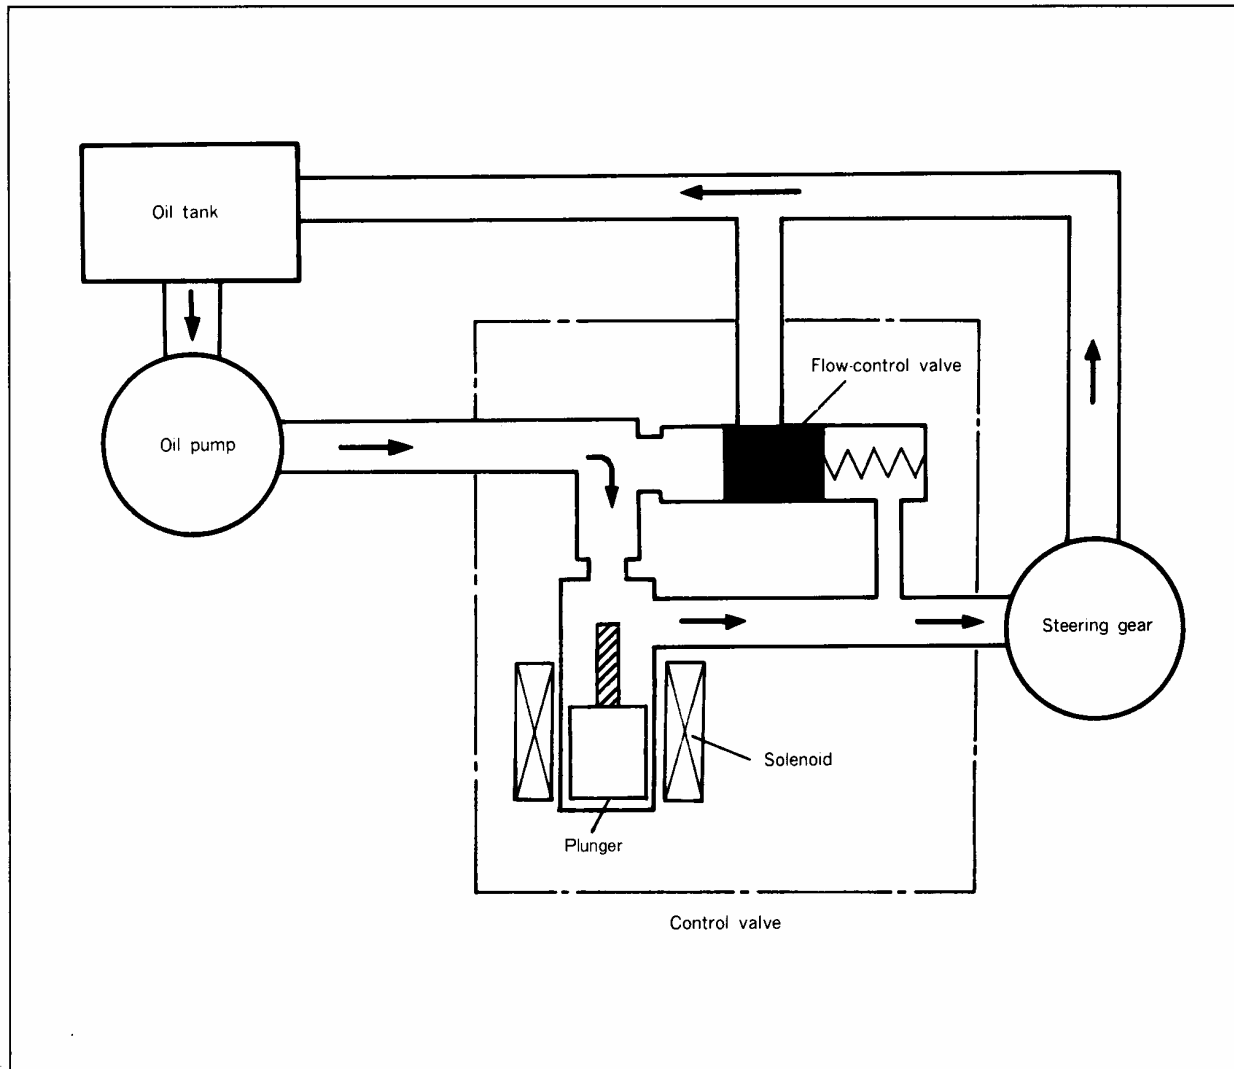 Oil tank
Flow-control valve
Oil pump
Steering gear
Solenoid
Plunger
Control valve